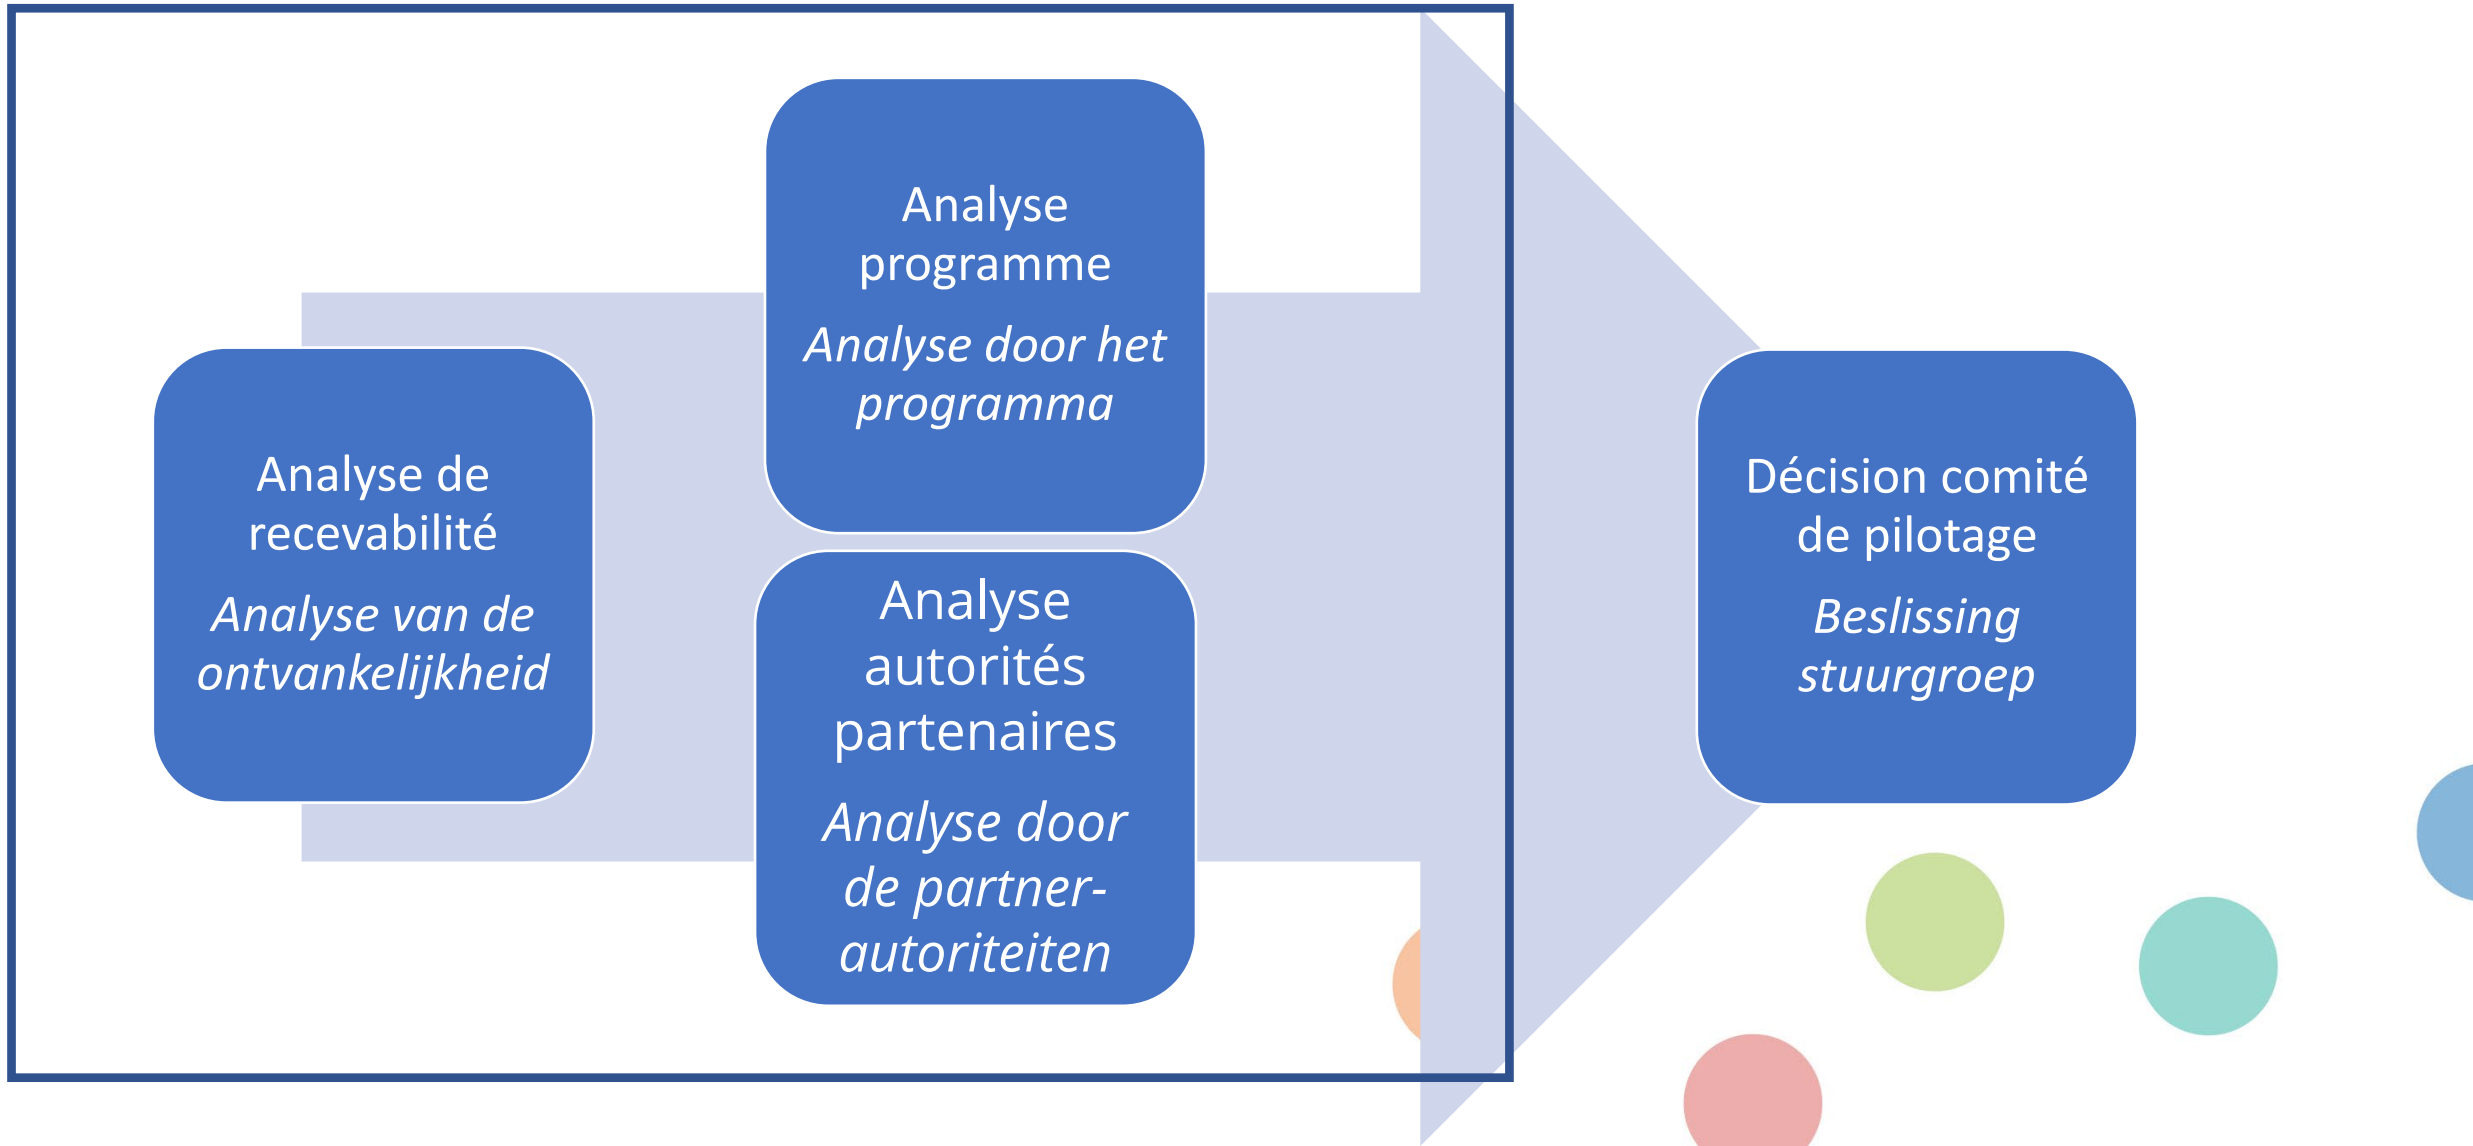 Analyse de
recevabilité
Analyse van de
ontvankelijkheid
Analyse
programme
Analyse door het
programma
Analyse
autorités
partenaires
Analyse door
de partner-
autoriteiten
Décision comité
de pilotage
Beslissing
stuurgroep